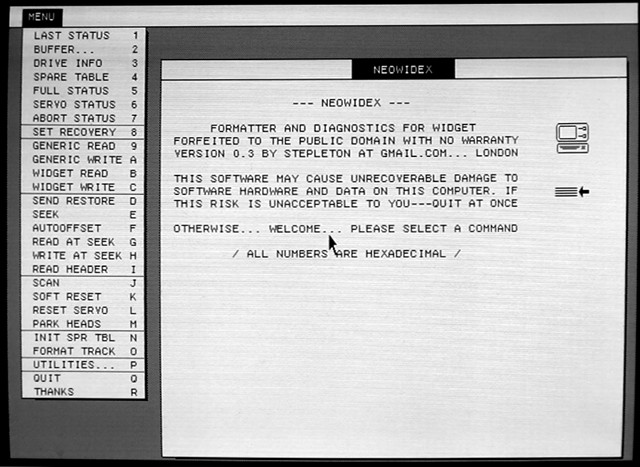 MENU
LAST STATUS 1
BUFFER... 2
DRIVE INFO 3
SPARE TABLE 4
FULL STATUS 5
SERVO STATUS 6
ABORT STATUS 7
SET RECOVERY 8
GENERIC READ 9
GENERIC WRITE A
WIDGET READ B
WIDGET WRITE C
SEND RESTORE D
SEEK E
AUTOOFFSET F
READ AT SEEK G
WRITE AT SEEK H
READ HEADER I
SCAN J
SOFT RESET K
RESET SERVO L
PARK HEADS M
INIT SPR TBL N
FORMAT TRACK O
UTILITIES... P
QUIT Q
THANKS R
NEOWIDEX
--- NEOWIDEX ---
FORMATTER AND DIAGNOSTICS FOR WIDGET
FORFEITED TO THE PUBLIC DOMAIN WITH NO WARRANTY
VERSION 0.3 BY STEPLETON AT GMAIL.COM... LONDON
THIS SOFTWARE MAY CAUSE UNRECOVERABLE DAMAGE TO
SOFTWARE HARDWARE AND DATA ON THIS COMPUTER. IF
THIS RISK IS UNACCEPTABLE TO YOU---QUIT AT ONCE
OTHERWISE... WELCOME... PLEASE SELECT A COMMAND
/ ALL NUMBERS ARE HEXADECIMAL /